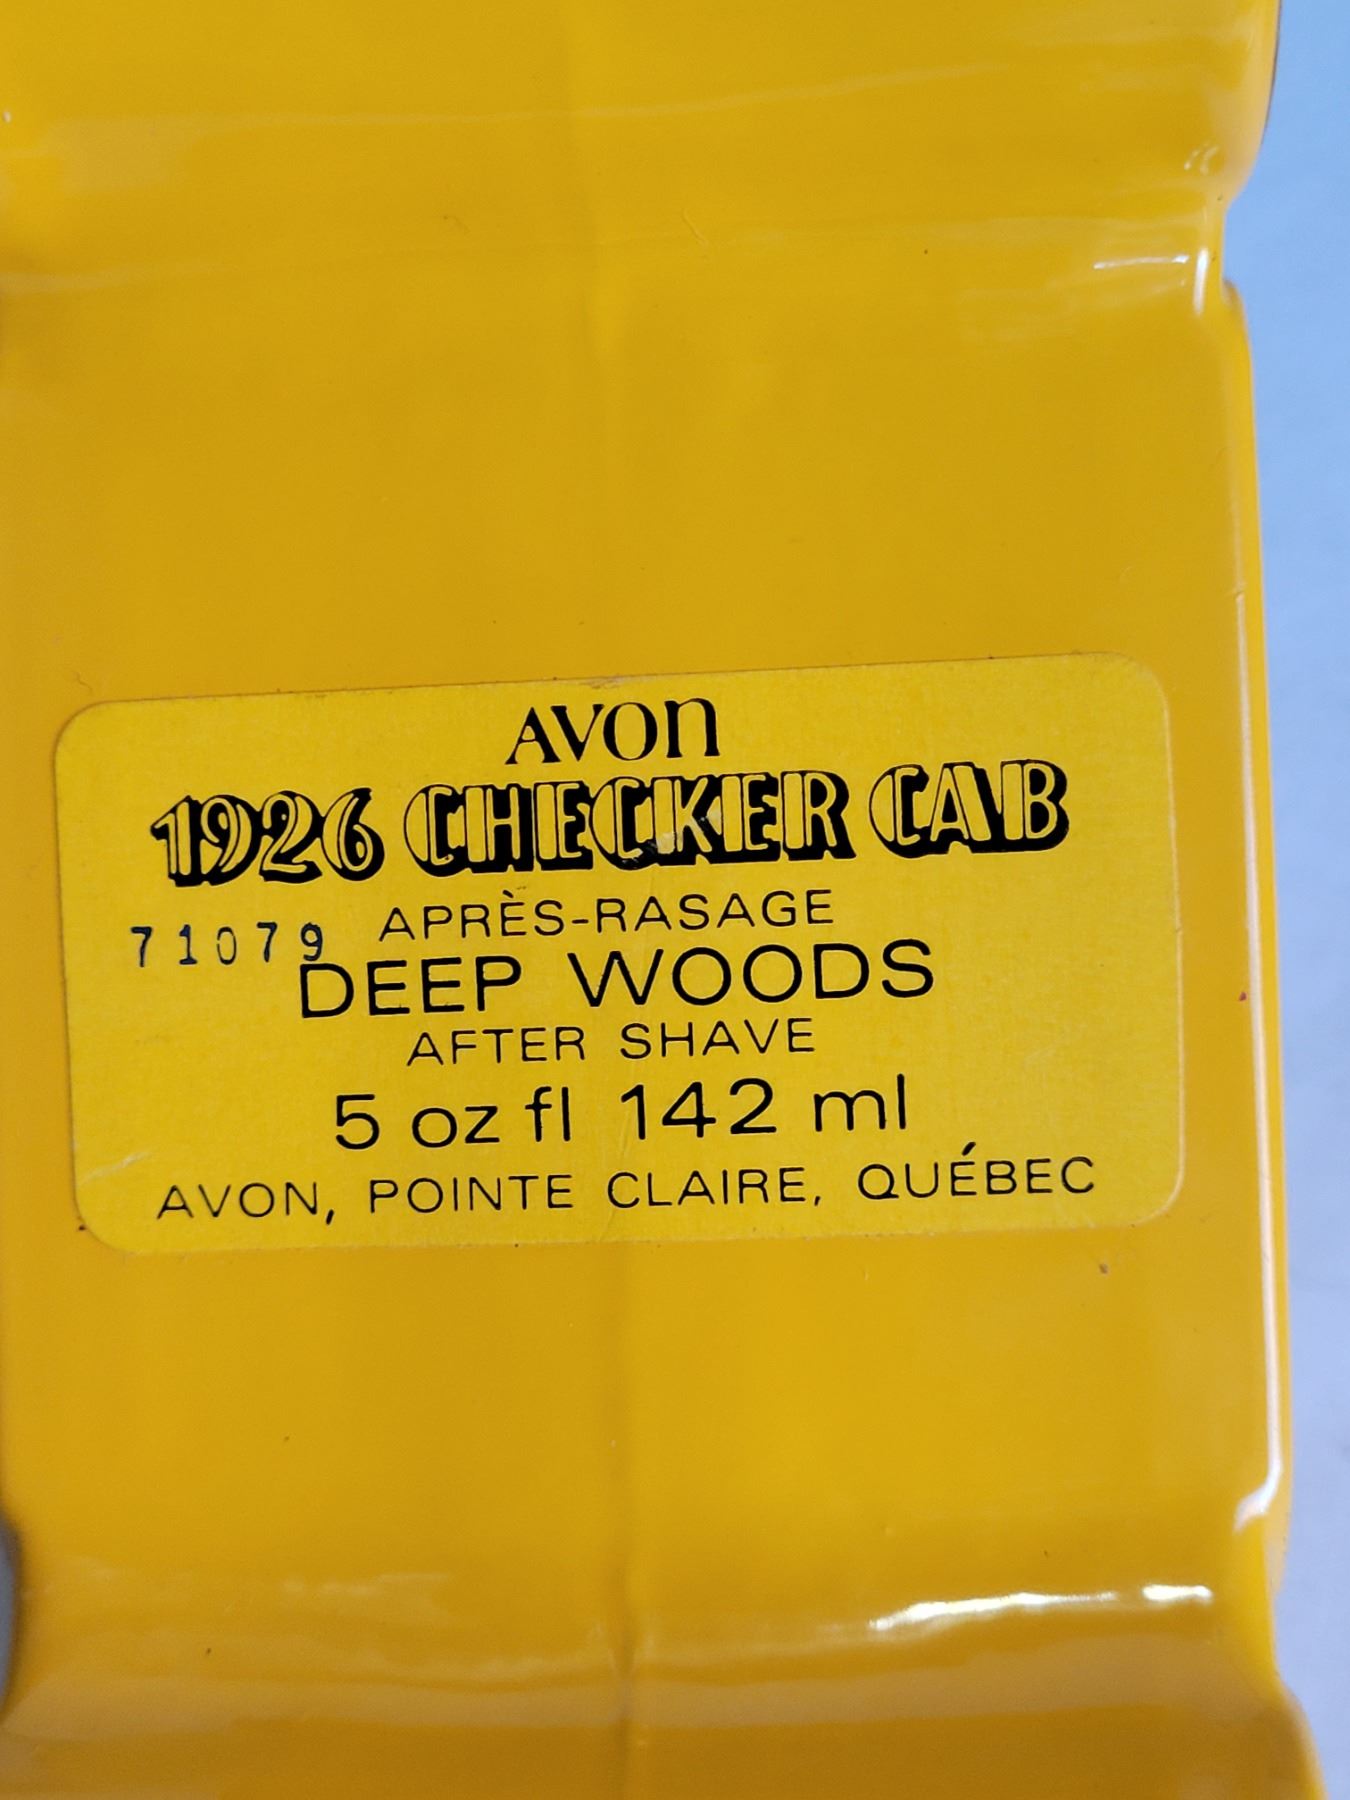 AVON
1926 CHECKER CAB
APRÈS-RASAGE
71079
DEEP WOODS
AFTER SHAVE
5 oz fl 142 ml
AVON, POINTE CLAIRE, QUÉBEC